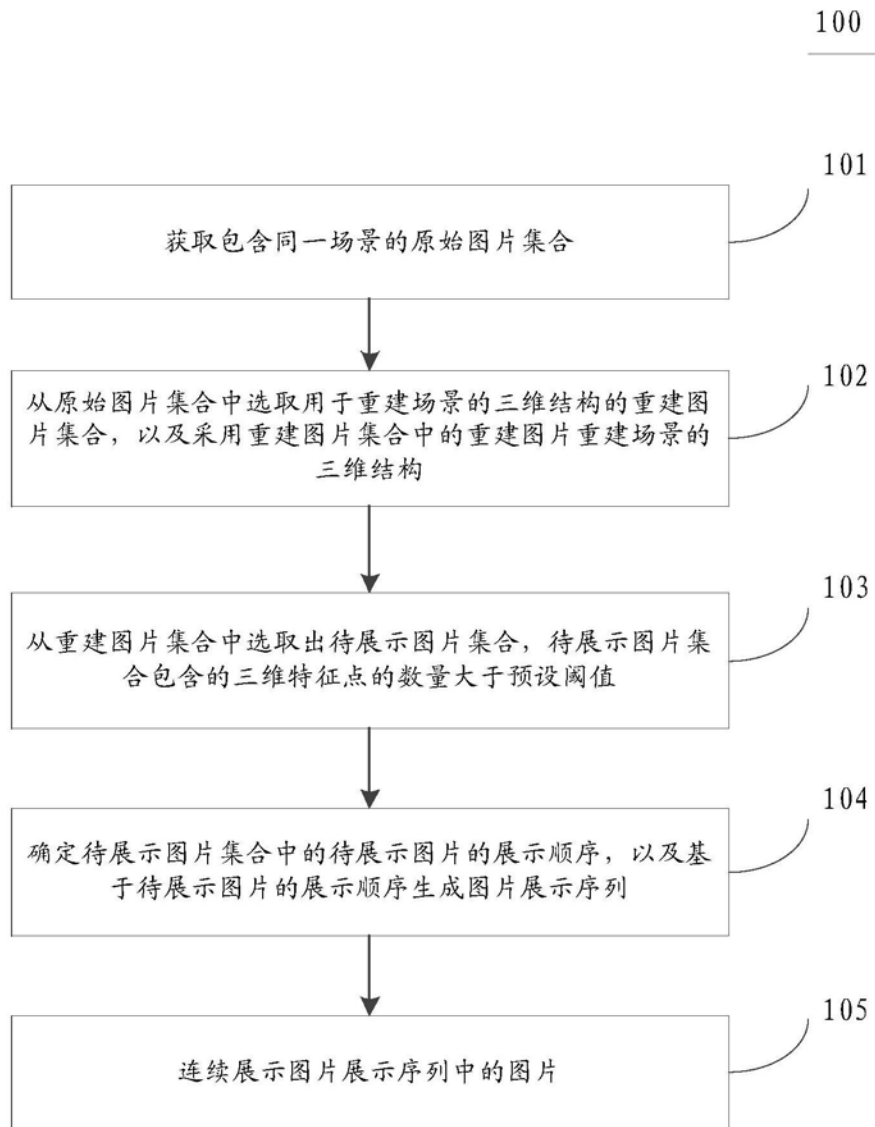 100
101
获取包含同一场景的原始图片集合
102
从原始图片集合中选取用于重建场景的三维结构的重建图
片集合，以及采用重建图片集合中的重建图片重建场景的
三维结构
103
从重建图片集合中选取出待展示图片集合，待展示图片集
合包含的三维特征点的数量大于预设阈值
104
确定待展示图片集合中的待展示图片的展示顺序，以及基
于待展示图片的展示顺序生成图片展示序列
105
连续展示图片展示序列中的图片